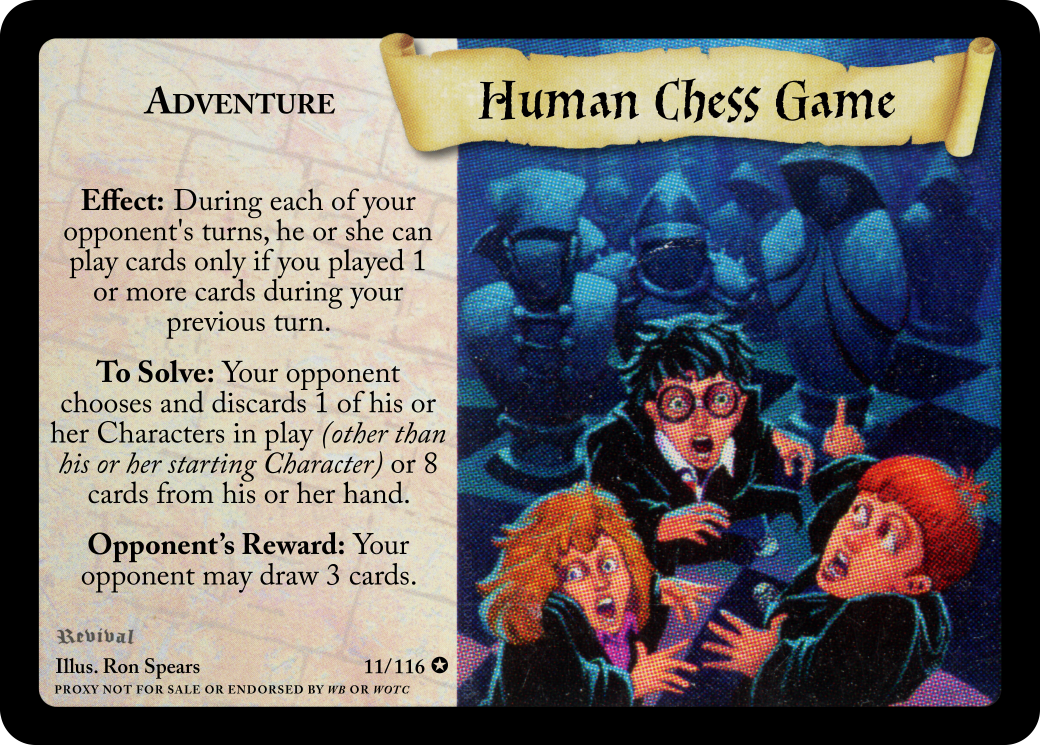 Adventure
Human Chess Game
Effect: During each of your
opponent's turns, he or she can
play cards only if you played 1
or more cards during your
previous turn.
To Solve: Your opponent
chooses and discards 1 of his or
her Characters in play (other than
his or her starting Character) or 8
cards from his or her hand.
Opponent’s Reward: Your
opponent may draw 3 cards.
Revival
Illus. Ron Spears 11/116
PROXY NOT FOR SALE OR ENDORSED BY WB OR WOTC